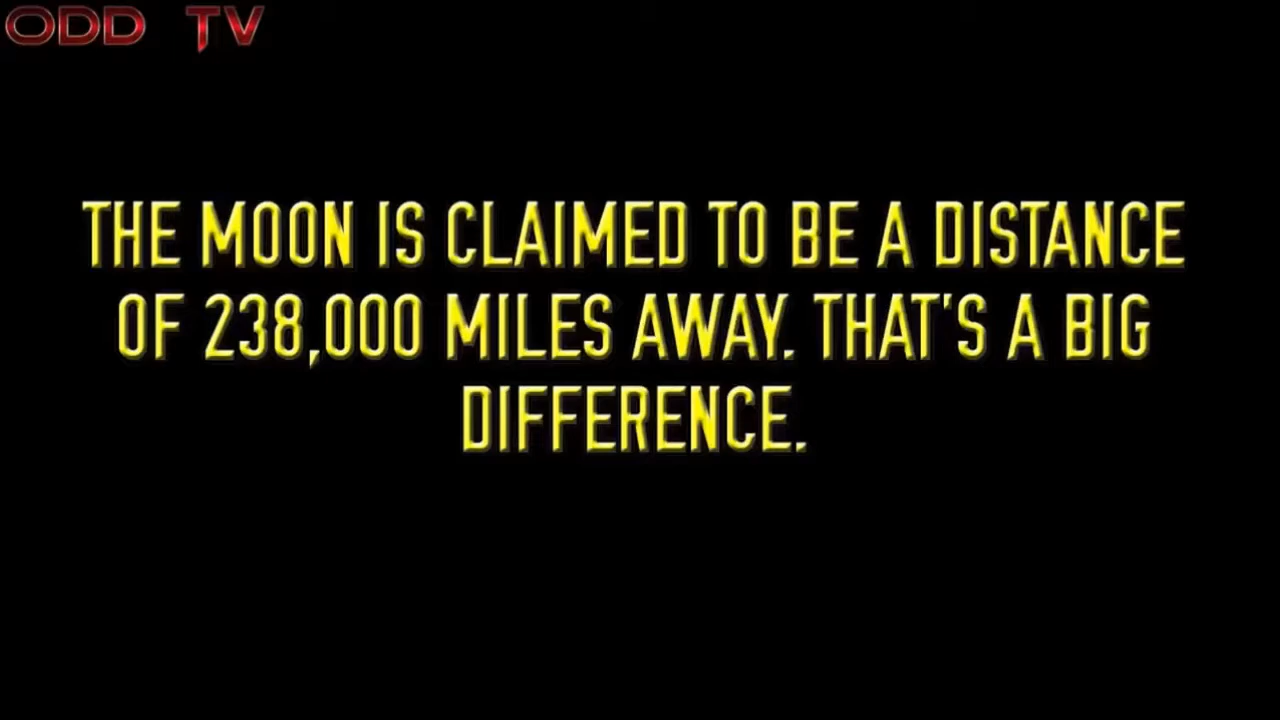 ODD TV
THE MOON IS CLAIMED TO BE A DISTANCE
OF 238,000 MILES AWAY. THAT'S A BIG
DIFFERENCE.